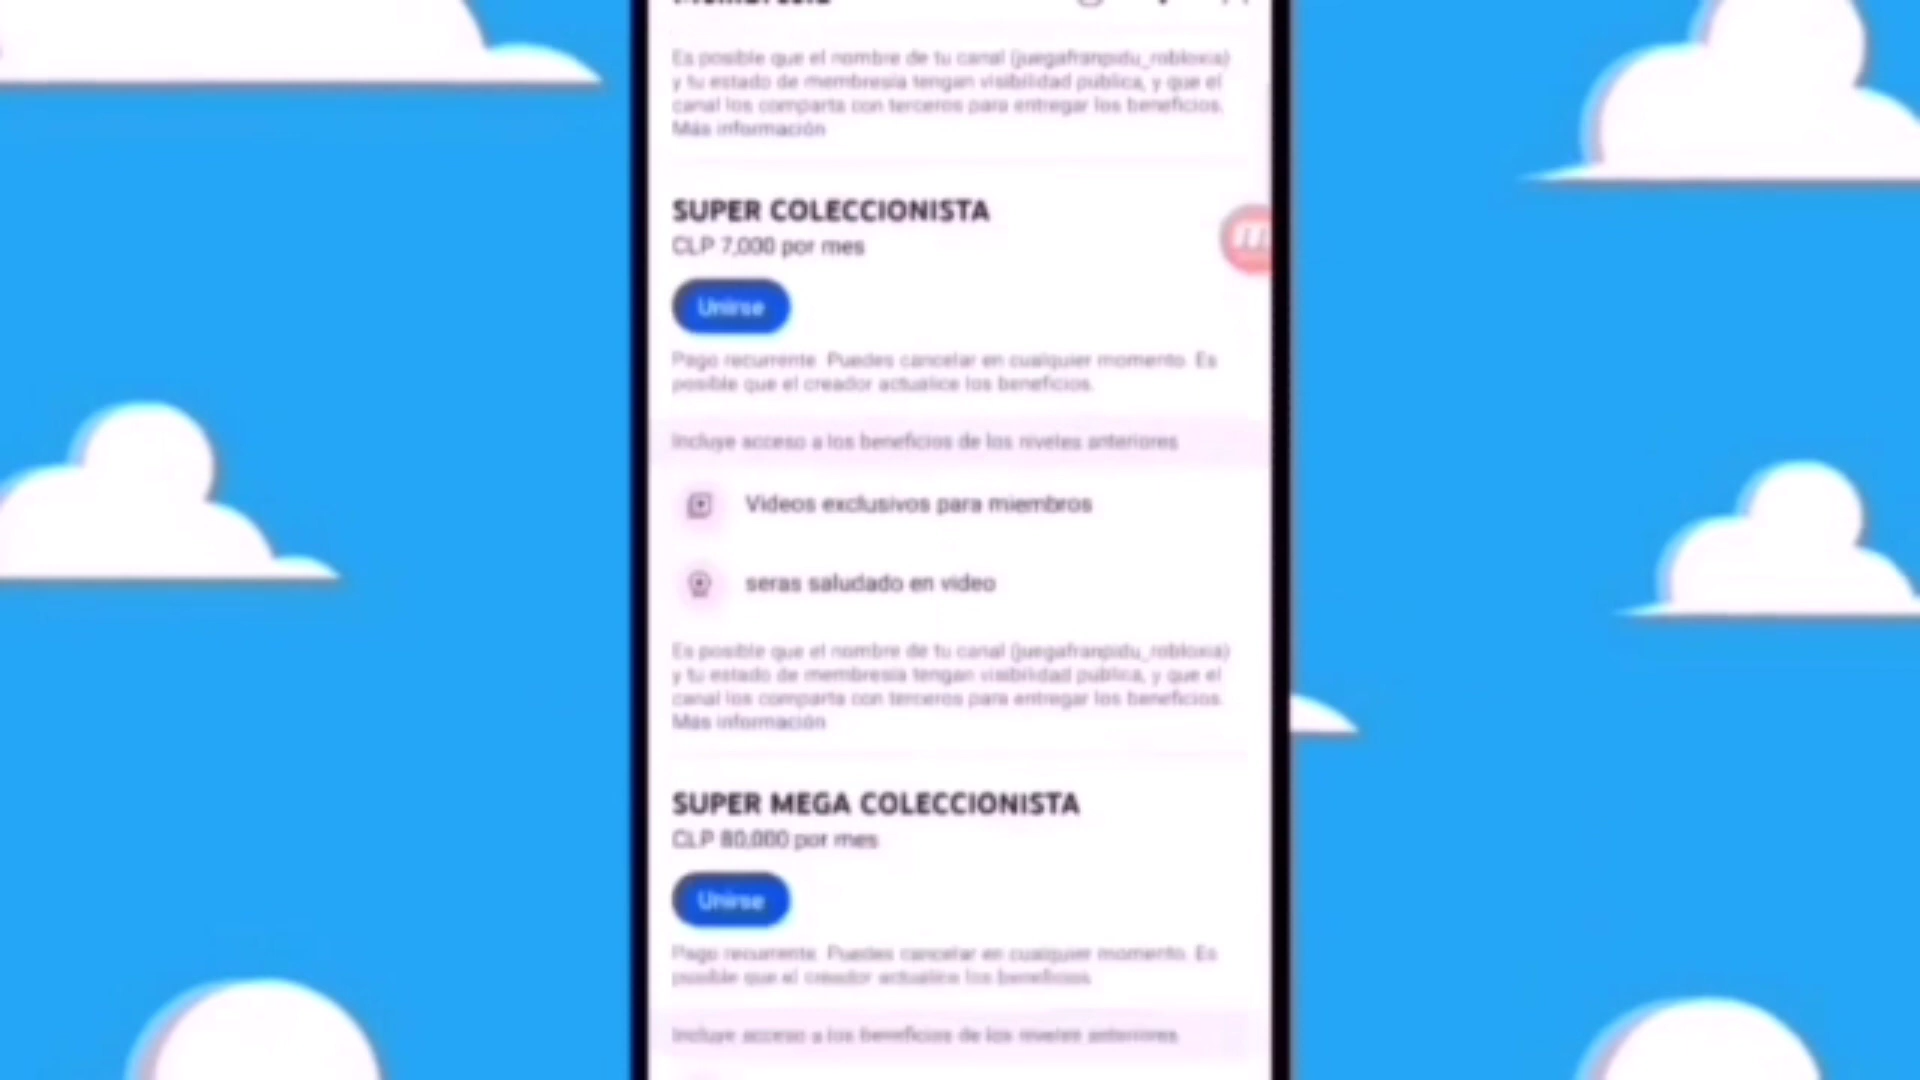 Membresía
Es posible que el nombre de tu canal (juegafranpidu_robloxia)
y tu estado de membresía tengan visibilidad pública, y que el
canal los comparta con terceros para entregar los beneficios.
Más información
SUPER COLECCIONISTA
CLP 7,000 por mes
Unirse
Pago recurrente. Puedes cancelar en cualquier momento. Es
posible que el creador actualice los beneficios.
Incluye acceso a los beneficios de los niveles anteriores
Videos exclusivos para miembros
seras saludado en video
Es posible que el nombre de tu canal (juegafranpidu_robloxia)
y tu estado de membresía tengan visibilidad pública, y que el
canal los comparta con terceros para entregar los beneficios.
Más información
SUPER MEGA COLECCIONISTA
CLP 80,000 por mes
Unirse
Pago recurrente. Puedes cancelar en cualquier momento. Es
posible que el creador actualice los beneficios.
Incluye acceso a los beneficios de los niveles anteriores